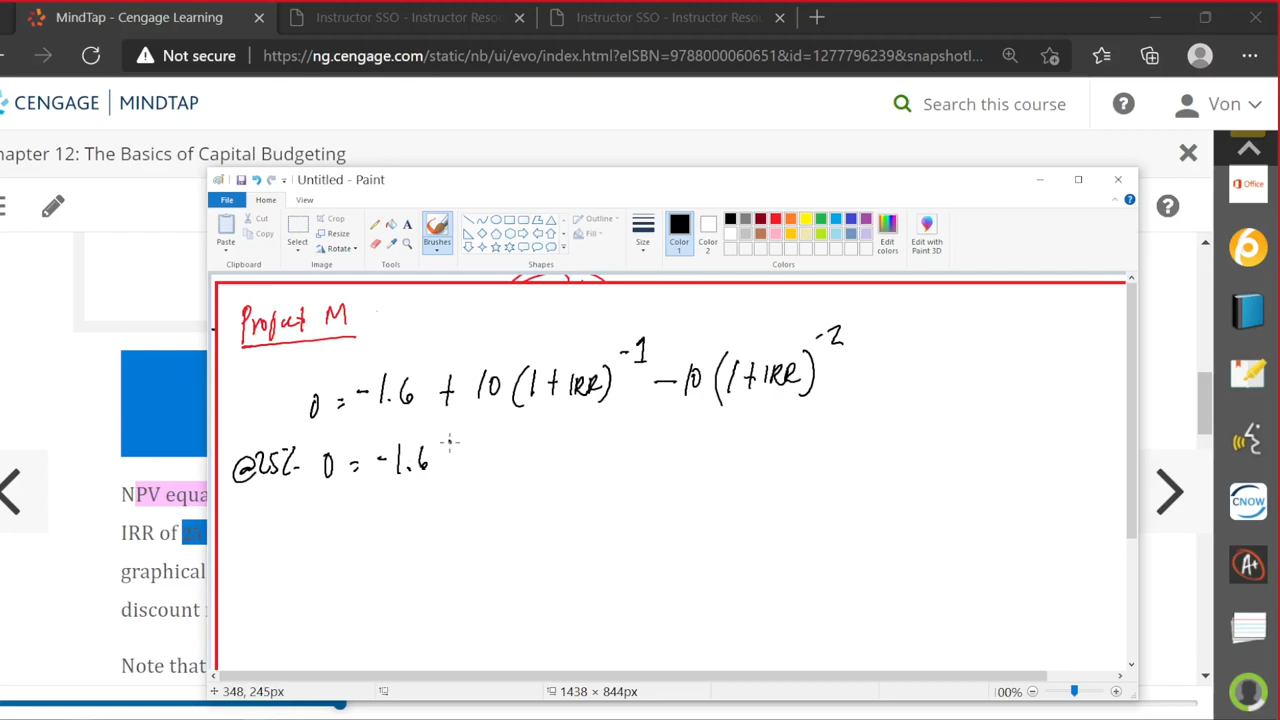 MindTap - Cengage Learning
Instructor SSO - Instructor Reso
Instructor SSO - Instructor Reso
Not secure
https://ng.cengage.com/static/nb/ui/evo/index.html?eISBN=9788000060651&id=1277796239&snapshotI...
CENGAGE MINDTAP
Search this course
Von
hapter 12: The Basics of Capital Budgeting
Untitled - Paint
File Home View
Paste
Cut
Copy
Clipboard
Select
Crop
Resize
Rotate
Image
Tools
Brushes
Outline
Fill
Shapes
Size
Color 1
Color 2
Edit colors
Edit with Paint 3D
Colors
Project M
0 = -1.6 + 10 (1+IRR)^-1 - 10 (1+IRR)^-2
@25% 0 = -1.6
NPV equa
IRR of 25
graphical
discount
Note that
348, 245px
1438 × 844px
100%
Office
CNOW
A+